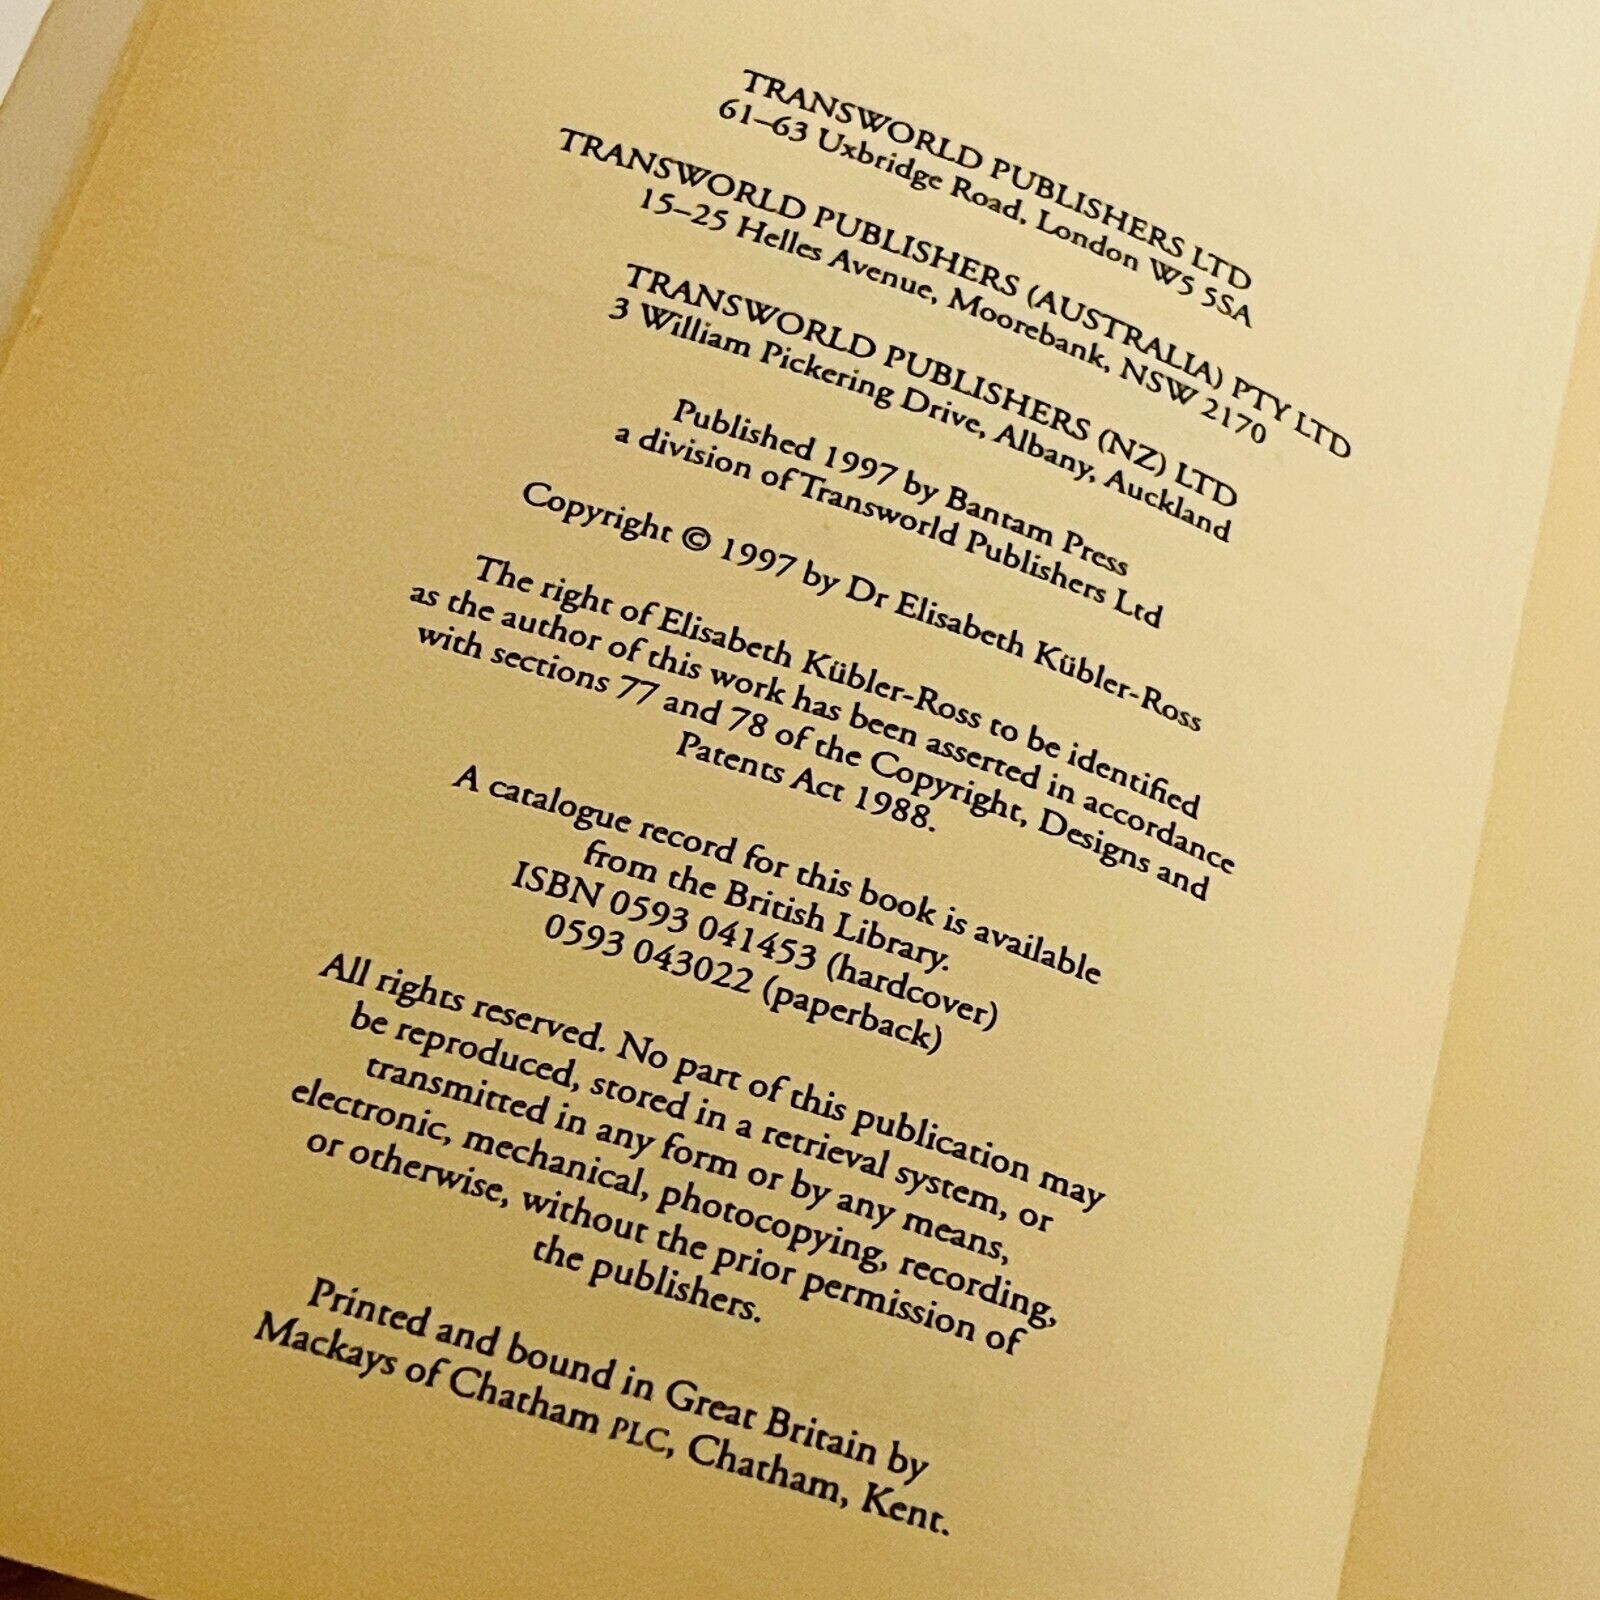 TRANSWORLD PUBLISHERS LTD
61–63 Uxbridge Road, London W5 5SA
TRANSWORLD PUBLISHERS (AUSTRALIA) PTY LTD
15–25 Helles Avenue, Moorebank, NSW 2170
TRANSWORLD PUBLISHERS (NZ) LTD
3 William Pickering Drive, Albany, Auckland
Published 1997 by Bantam Press
a division of Transworld Publishers Ltd
Copyright © 1997 by Dr Elisabeth Kübler-Ross
The right of Elisabeth Kübler-Ross to be identified
as the author of this work has been asserted in accordance
with sections 77 and 78 of the Copyright, Designs and
Patents Act 1988.
A catalogue record for this book is available
from the British Library.
ISBN 0593 041453 (hardcover)
0593 043022 (paperback)
All rights reserved. No part of this publication may
be reproduced, stored in a retrieval system, or
transmitted in any form or by any means,
electronic, mechanical, photocopying, recording,
or otherwise, without the prior permission of
the publishers.
Printed and bound in Great Britain by
Mackays of Chatham PLC, Chatham, Kent.